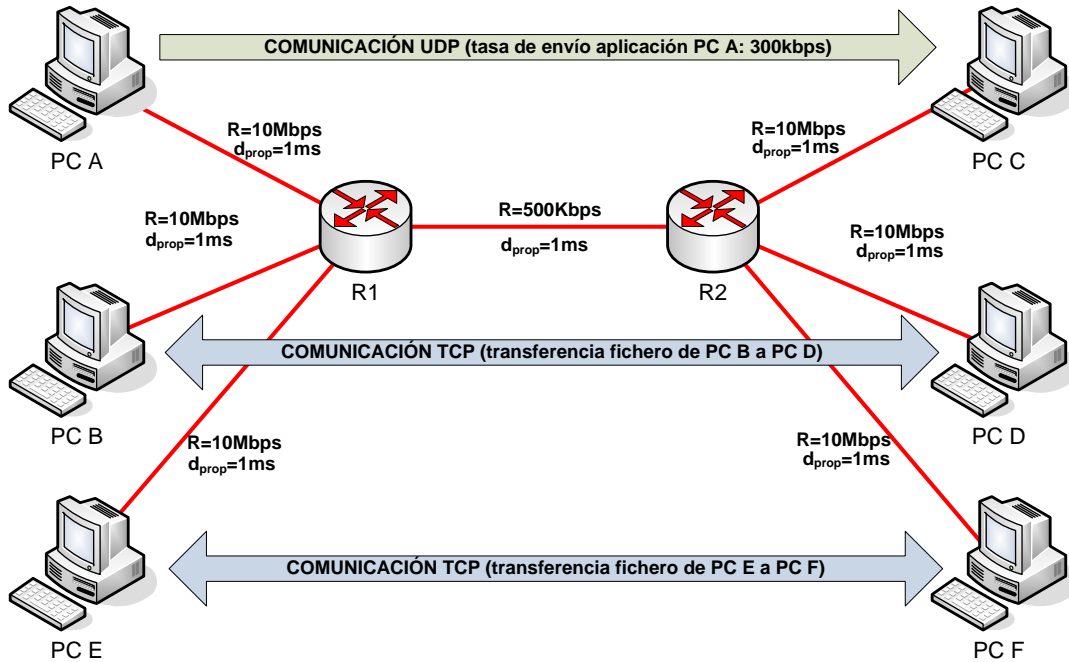 COMUNICACIÓN UDP (tasa de envío aplicación PC A: 300kbps)
PC A
R=10Mbps
dprop=1ms
R=10Mbps
dprop=1ms
PC C
R=10Mbps
dprop=1ms
R=500Kbps
dprop=1ms
R=10Mbps
dprop=1ms
R1
R2
COMUNICACIÓN TCP (transferencia fichero de PC B a PC D)
PC B
PC D
R=10Mbps
dprop=1ms
R=10Mbps
dprop=1ms
COMUNICACIÓN TCP (transferencia fichero de PC E a PC F)
PC E
PC F